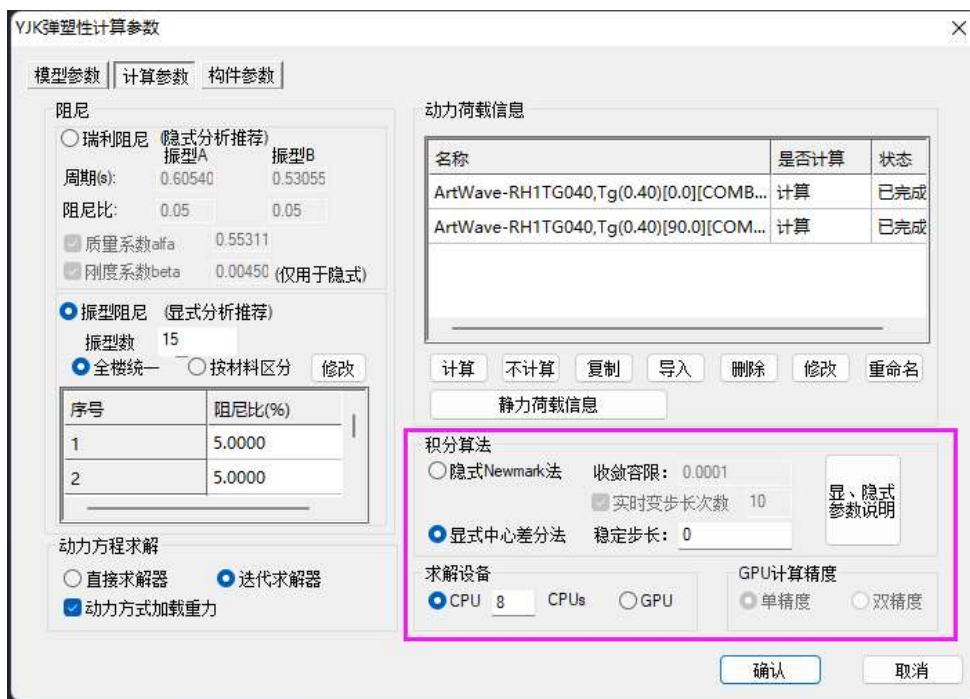 YJK弹塑性计算参数
模型参数 计算参数 构件参数
阻尼
瑞利阻尼 (隐式分析推荐)
振型A 振型B
周期(s): 0.60540 0.53055
阻尼比: 0.05 0.05
质量系数alfa 0.55311
刚度系数beta 0.00450 (仅用于隐式)
振型阻尼 (显式分析推荐)
振型数 15
全楼统一 按材料区分 修改
序号 阻尼比(%)
1 5.0000
2 5.0000
动力方程求解
直接求解器 迭代求解器
动力方式加载重力
动力荷载信息
名称 是否计算 状态
ArtWave-RH1TG040,Tg(0.40)[0.0][COMB... 计算 已完成
ArtWave-RH1TG040,Tg(0.40)[90.0][COM... 计算 已完成
计算 不计算 复制 导入 删除 修改 重命名
静力荷载信息
积分算法
隐式Newmark法 收敛容限: 0.0001
实时变步长次数 10
显式中心差分法 稳定步长: 0
显、隐式
参数说明
求解设备
CPU 8 CPUs GPU
GPU计算精度
单精度 双精度
确认 取消